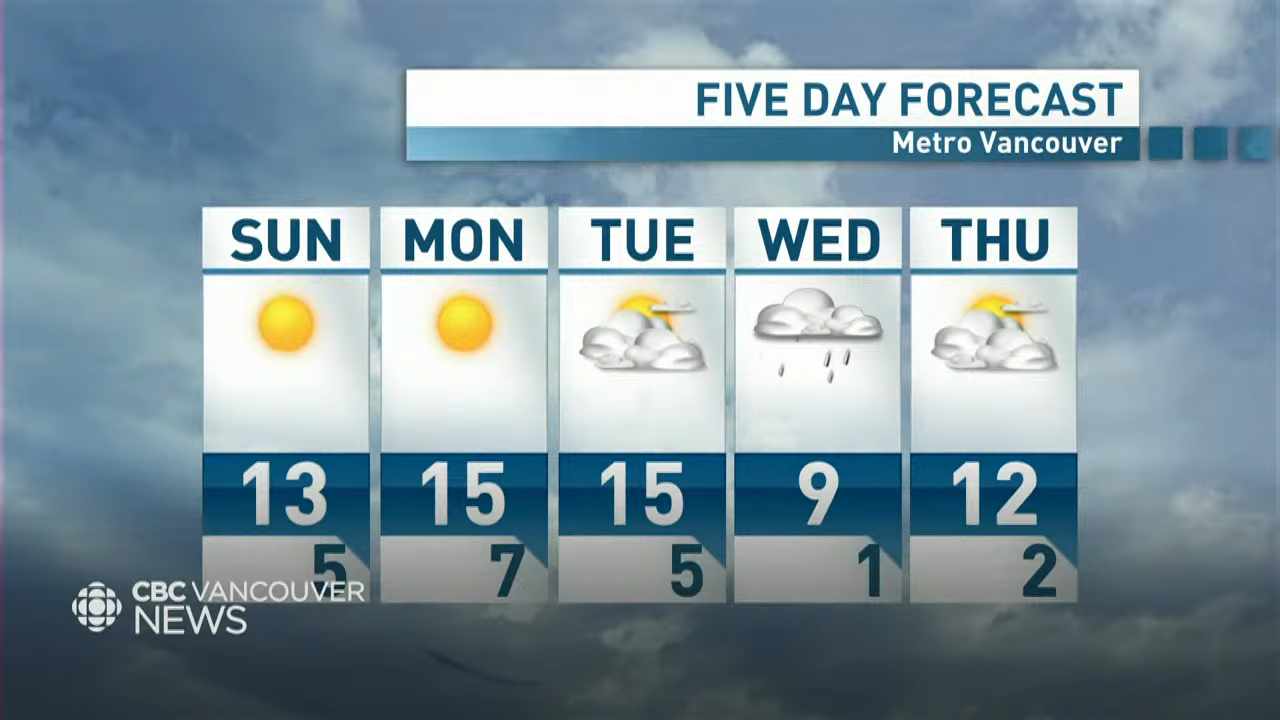 FIVE DAY FORECAST
Metro Vancouver
SUN MON TUE WED THU
13 15 15 9 12
5 7 5 1 2
CBC VANCOUVER
NEWS